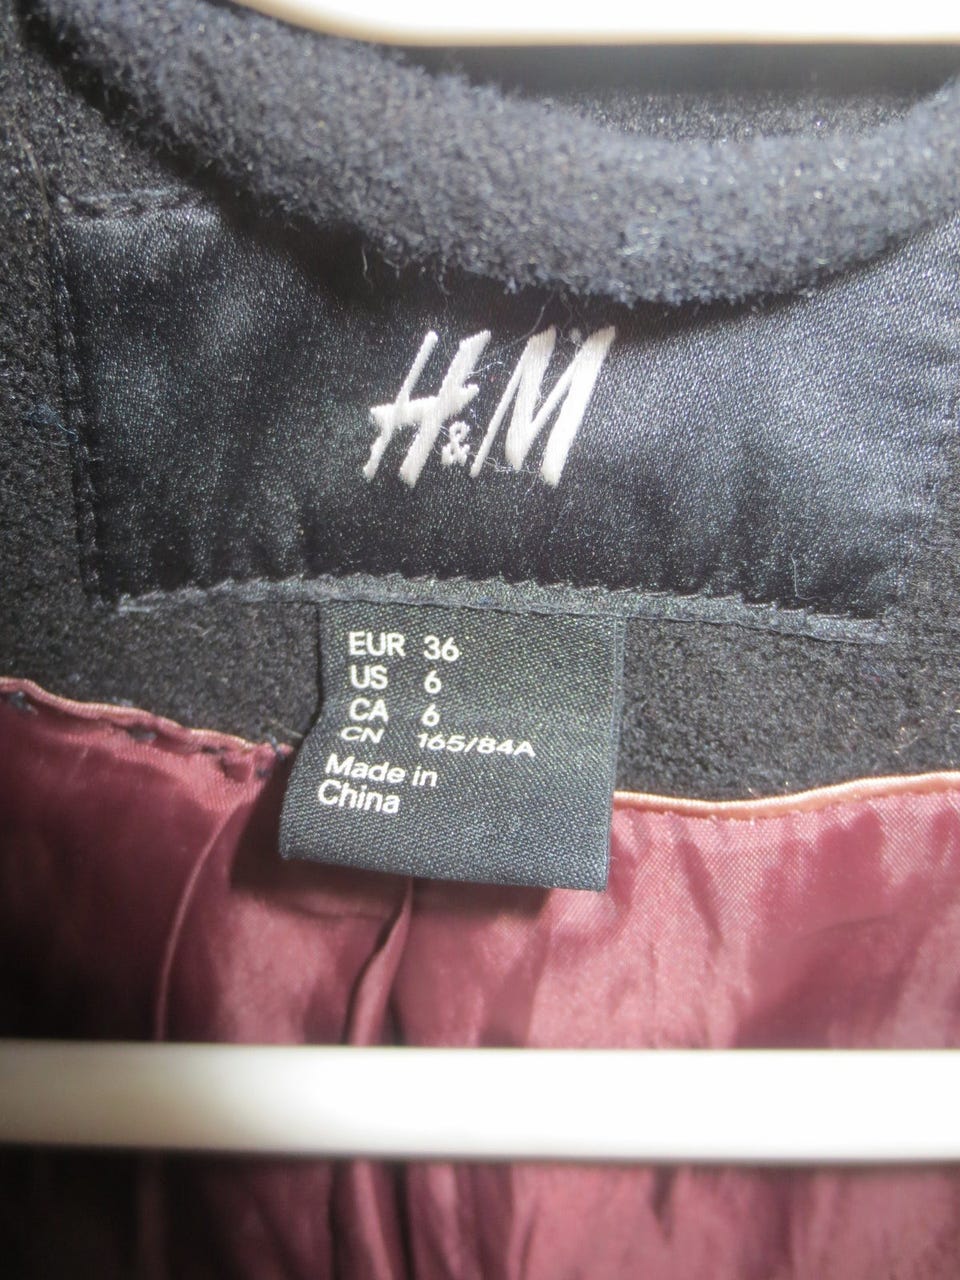 H&M
EUR 36
US 6
CA 6
CN 165/84A
Made in
China